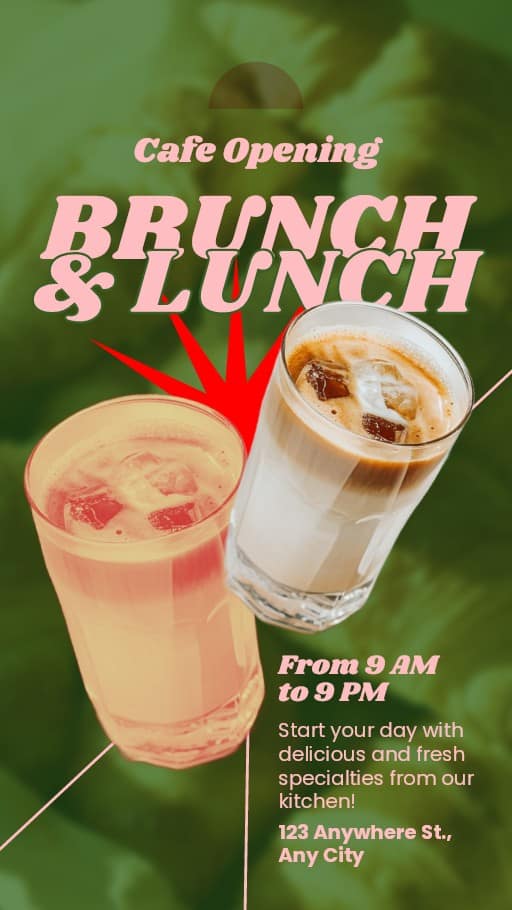 Cafe Opening
BRUNCH
& LUNCH
From 9 AM
to 9 PM
Start your day with
delicious and fresh
specialties from our
kitchen!
123 Anywhere St.,
Any City